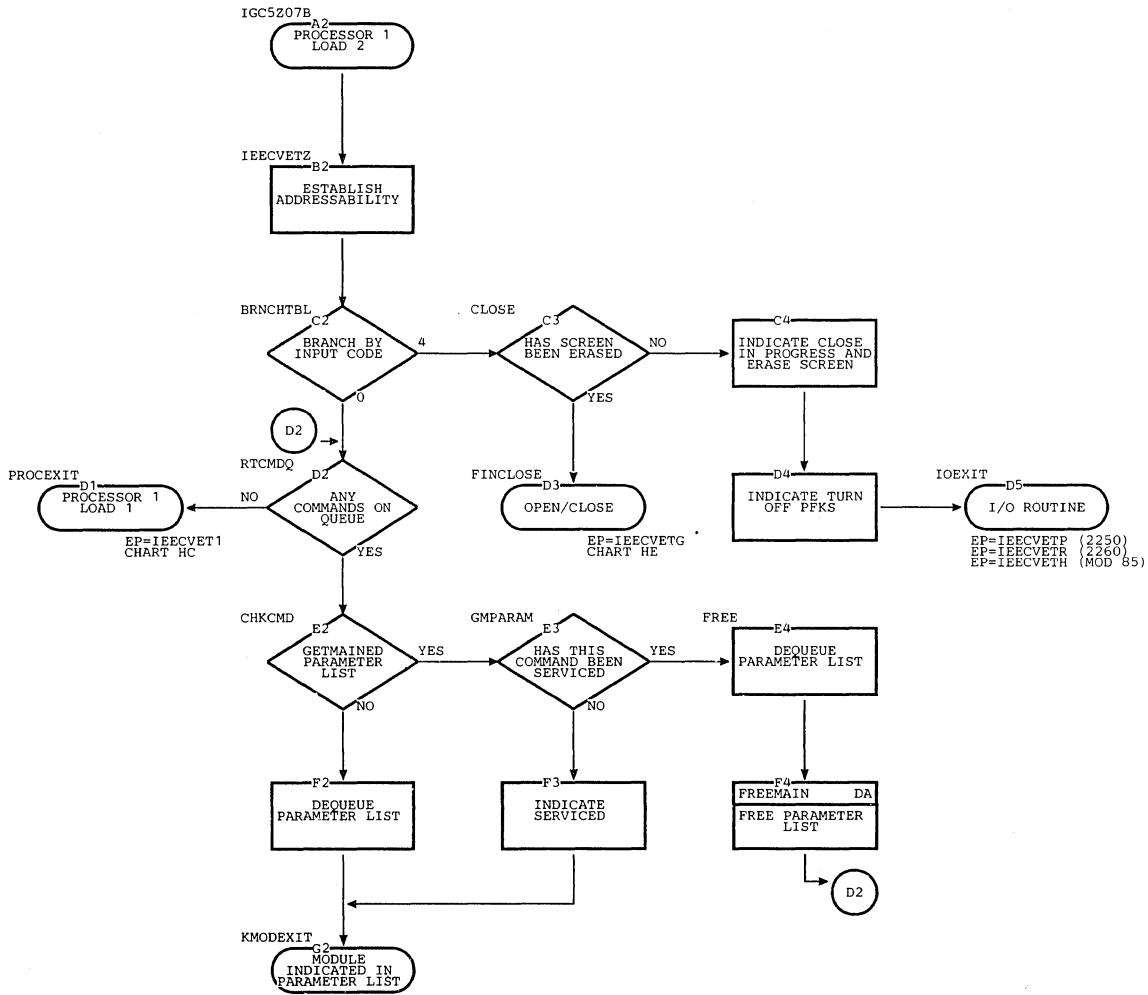 IGC5Z07B
A2
PROCESSOR 1
LOAD 2
IEECVETZ
B2
ESTABLISH
ADDRESSABILITY
BRNCHTBL
C2
BRANCH BY
INPUT CODE
4
0
CLOSE
C3
HAS SCREEN
BEEN ERASED
NO
YES
C4
INDICATE CLOSE
IN PROGRESS AND
ERASE SCREEN
D2
PROCEXIT
D1
PROCESSOR 1
LOAD 1
EP=IEECVET1
CHART HC
NO
RTCMDQ
D2
ANY
COMMANDS ON
QUEUE
YES
FINCLOSE
D3
OPEN/CLOSE
EP=IEECVETG
CHART HE
D4
INDICATE TURN
OFF PFKS
IOEXIT
D5
I/O ROUTINE
EP=IEECVETP (2250)
EP=IEECVETR (2260)
EP=IEECVETH (MOD 85)
CHKCMD
E2
GETMAINED
PARAMETER
LIST
YES
NO
GMPARAM
E3
HAS THIS
COMMAND BEEN
SERVICED
YES
NO
FREE
E4
DEQUEUE
PARAMETER LIST
F2
DEQUEUE
PARAMETER LIST
F3
INDICATE
SERVICED
F4
FREEMAIN DA
FREE PARAMETER
LIST
D2
KMODEXIT
G2
MODULE
INDICATED IN
PARAMETER LIST